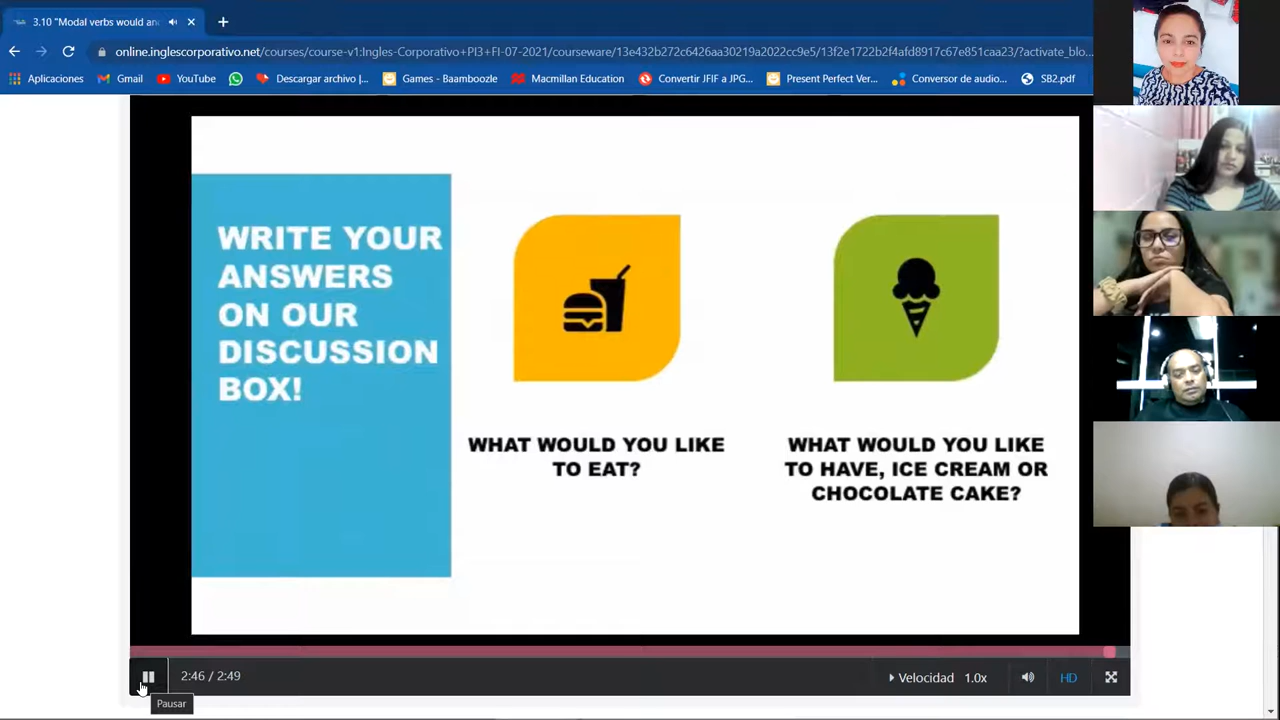 3.10 "Modal verbs would an
online.inglescorporativo.net/courses/course-v1:Ingles-Corporativo+PI3+FI-07-2021/courseware/13e432b272c6426aa30219a2022cc9e5/13f2e1722b2f4afd8917c67e851caa23/?activate_blo...
Aplicaciones Gmail YouTube Descargar archivo |... Games - Baamboozle Macmillan Education Convertir JFIF a JPG... Present Perfect Ver... Conversor de audio... SB2.pdf
WRITE YOUR
ANSWERS
ON OUR
DISCUSSION
BOX!
WHAT WOULD YOU LIKE
TO EAT?
WHAT WOULD YOU LIKE
TO HAVE, ICE CREAM OR
CHOCOLATE CAKE?
2:46 / 2:49
Velocidad 1.0x HD
Pausar